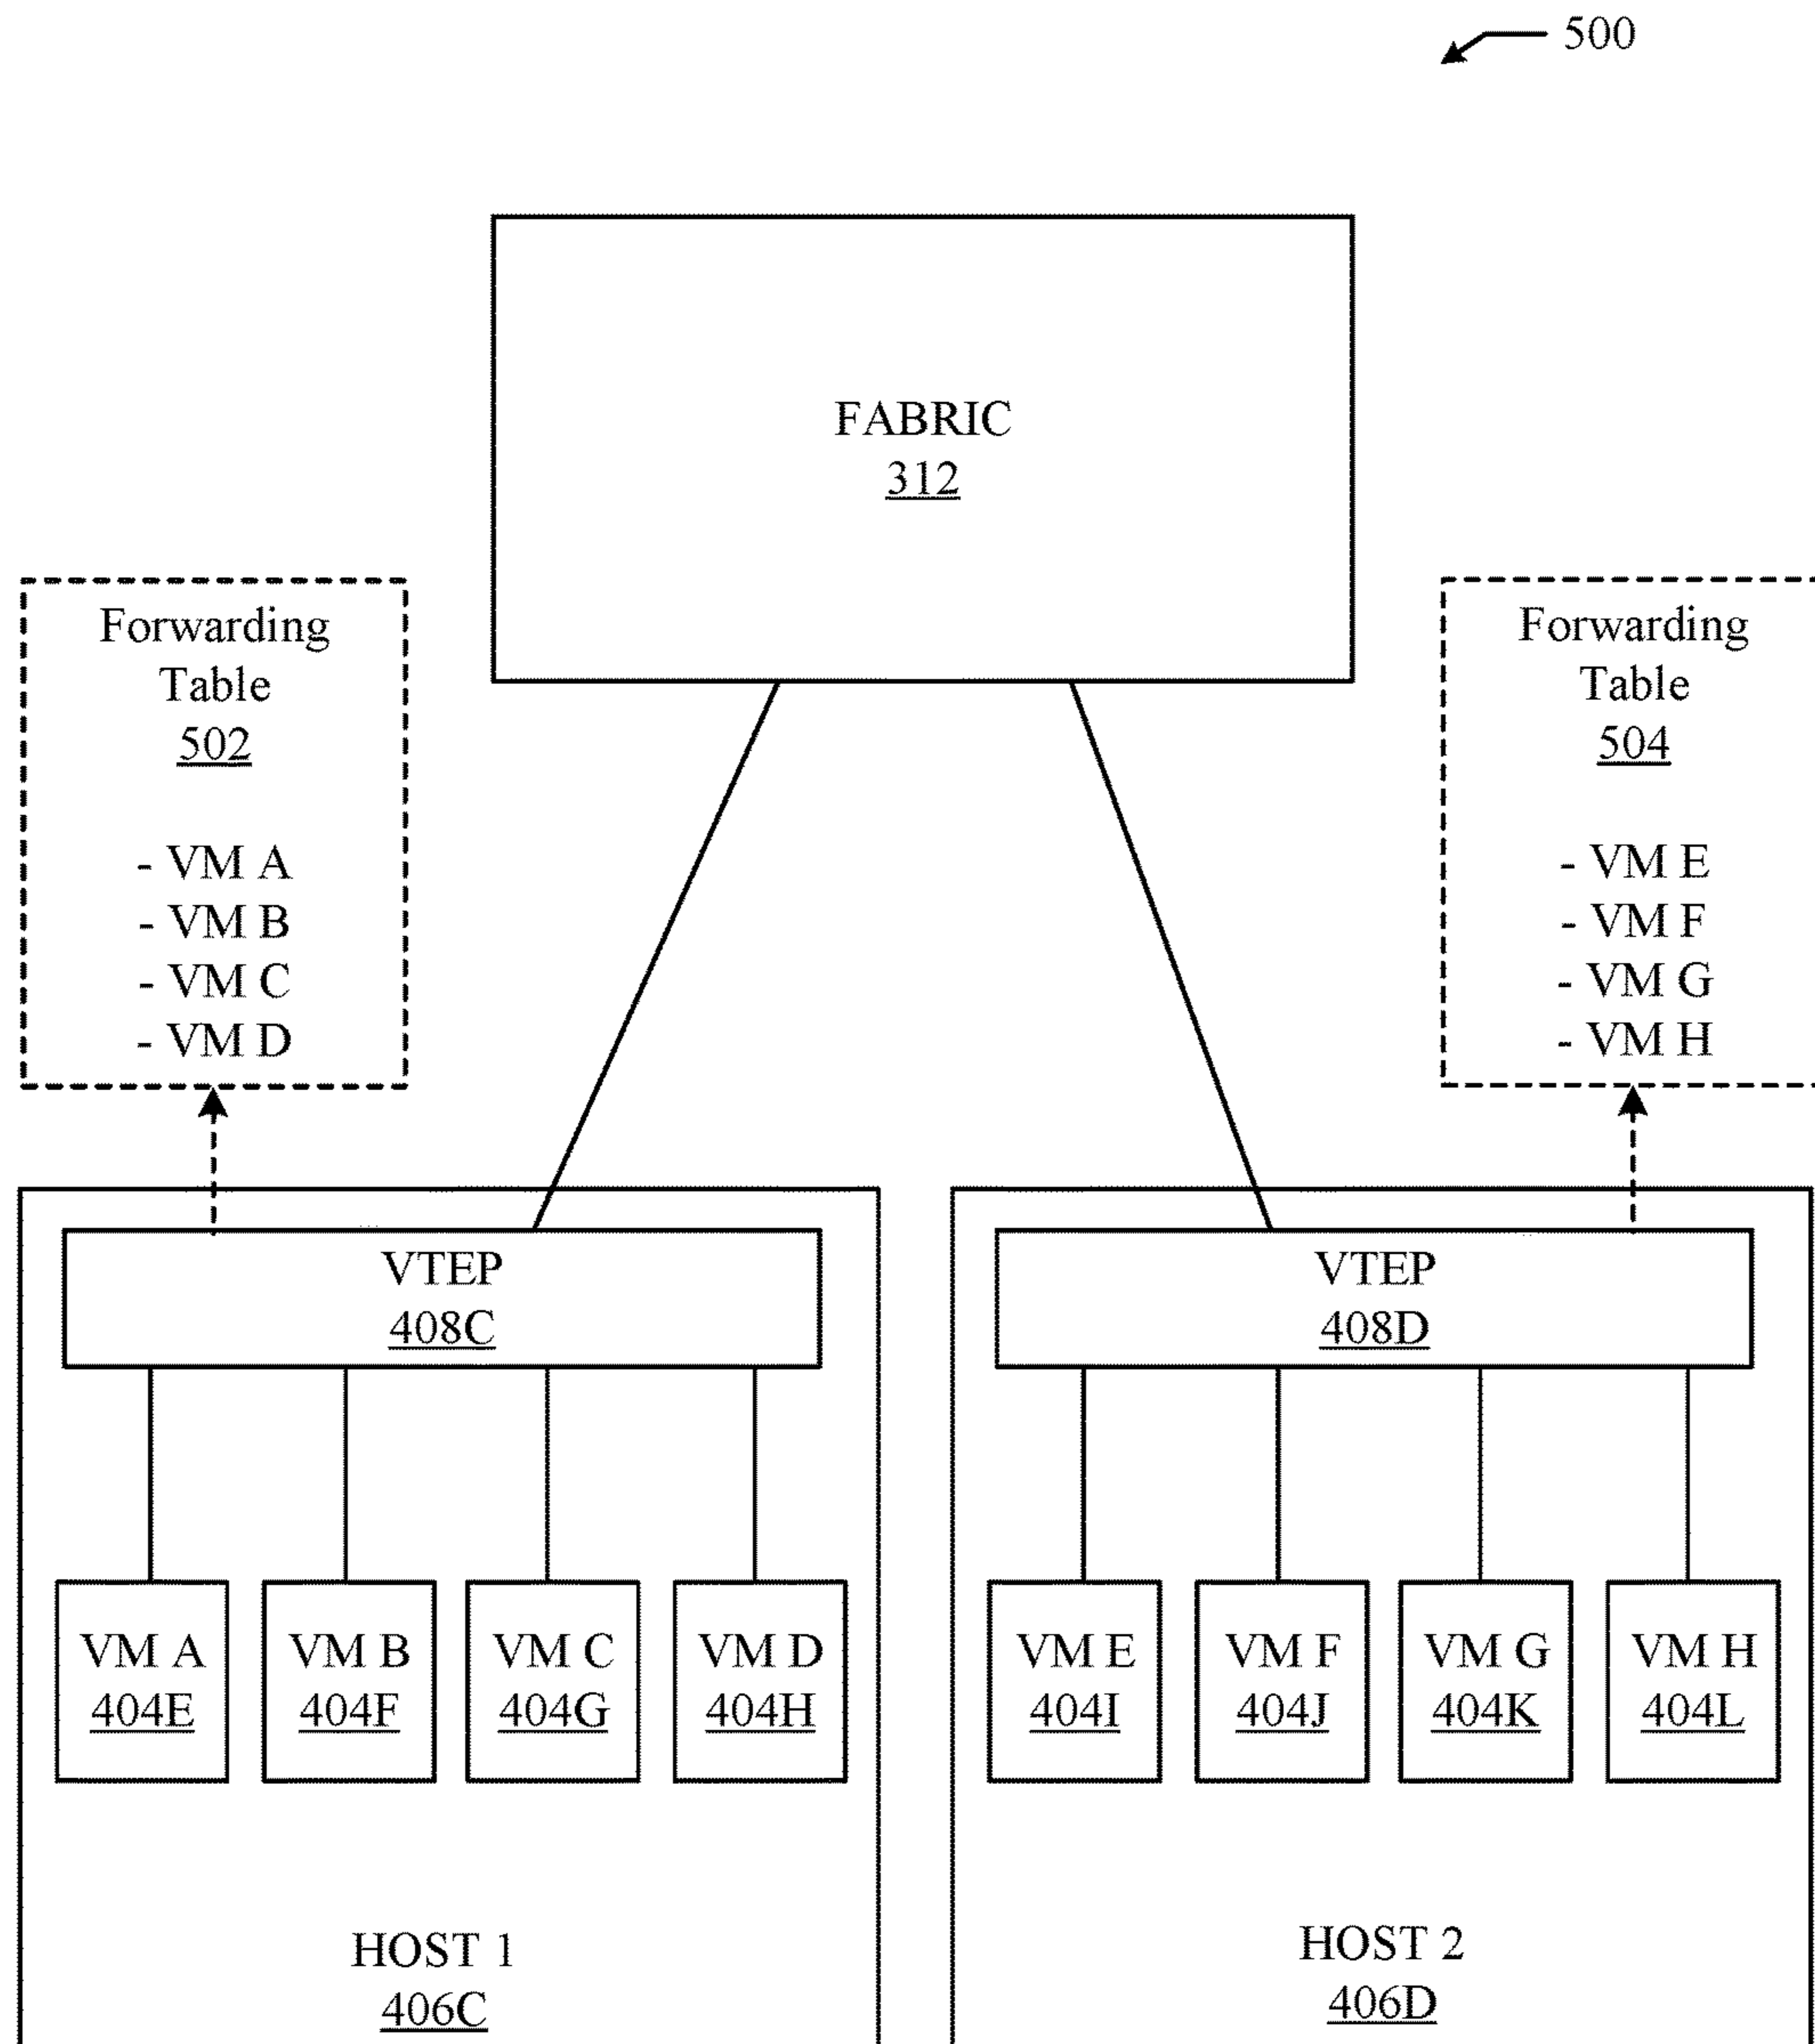 500
FABRIC
312
Forwarding
Table
502
- VM A
- VM B
- VM C
- VM D
Forwarding
Table
504
- VM E
- VM F
- VM G
- VM H
VTEP
408C
VTEP
408D
VM A
404E
VM B
404F
VM C
404G
VM D
404H
VM E
404I
VM F
404J
VM G
404K
VM H
404L
HOST 1
406C
HOST 2
406D